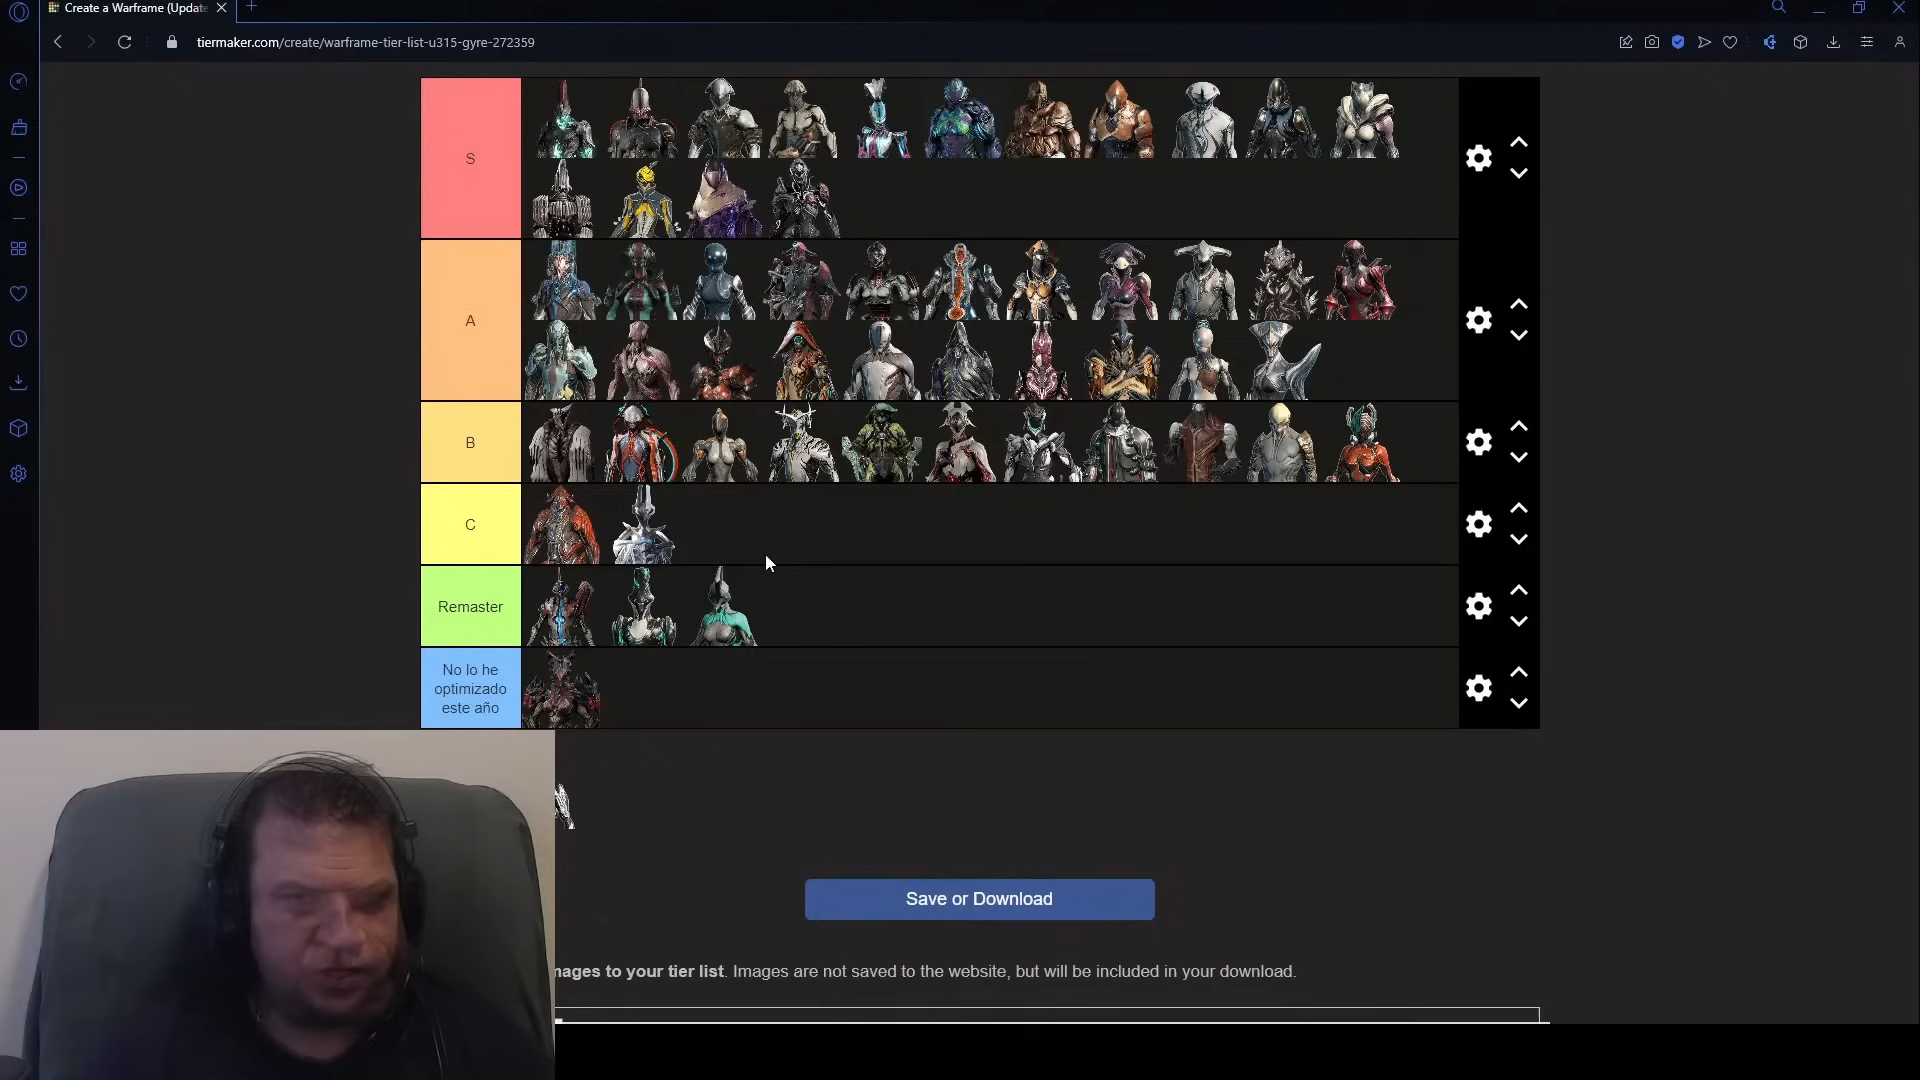 Create a Warframe (Update
tiermaker.com/create/warframe-tier-list-u315-gyre-272359
S
A
B
C
Remaster
No lo he
optimizado
este año
Save or Download
mages to your tier list. Images are not saved to the website, but will be included in your download.